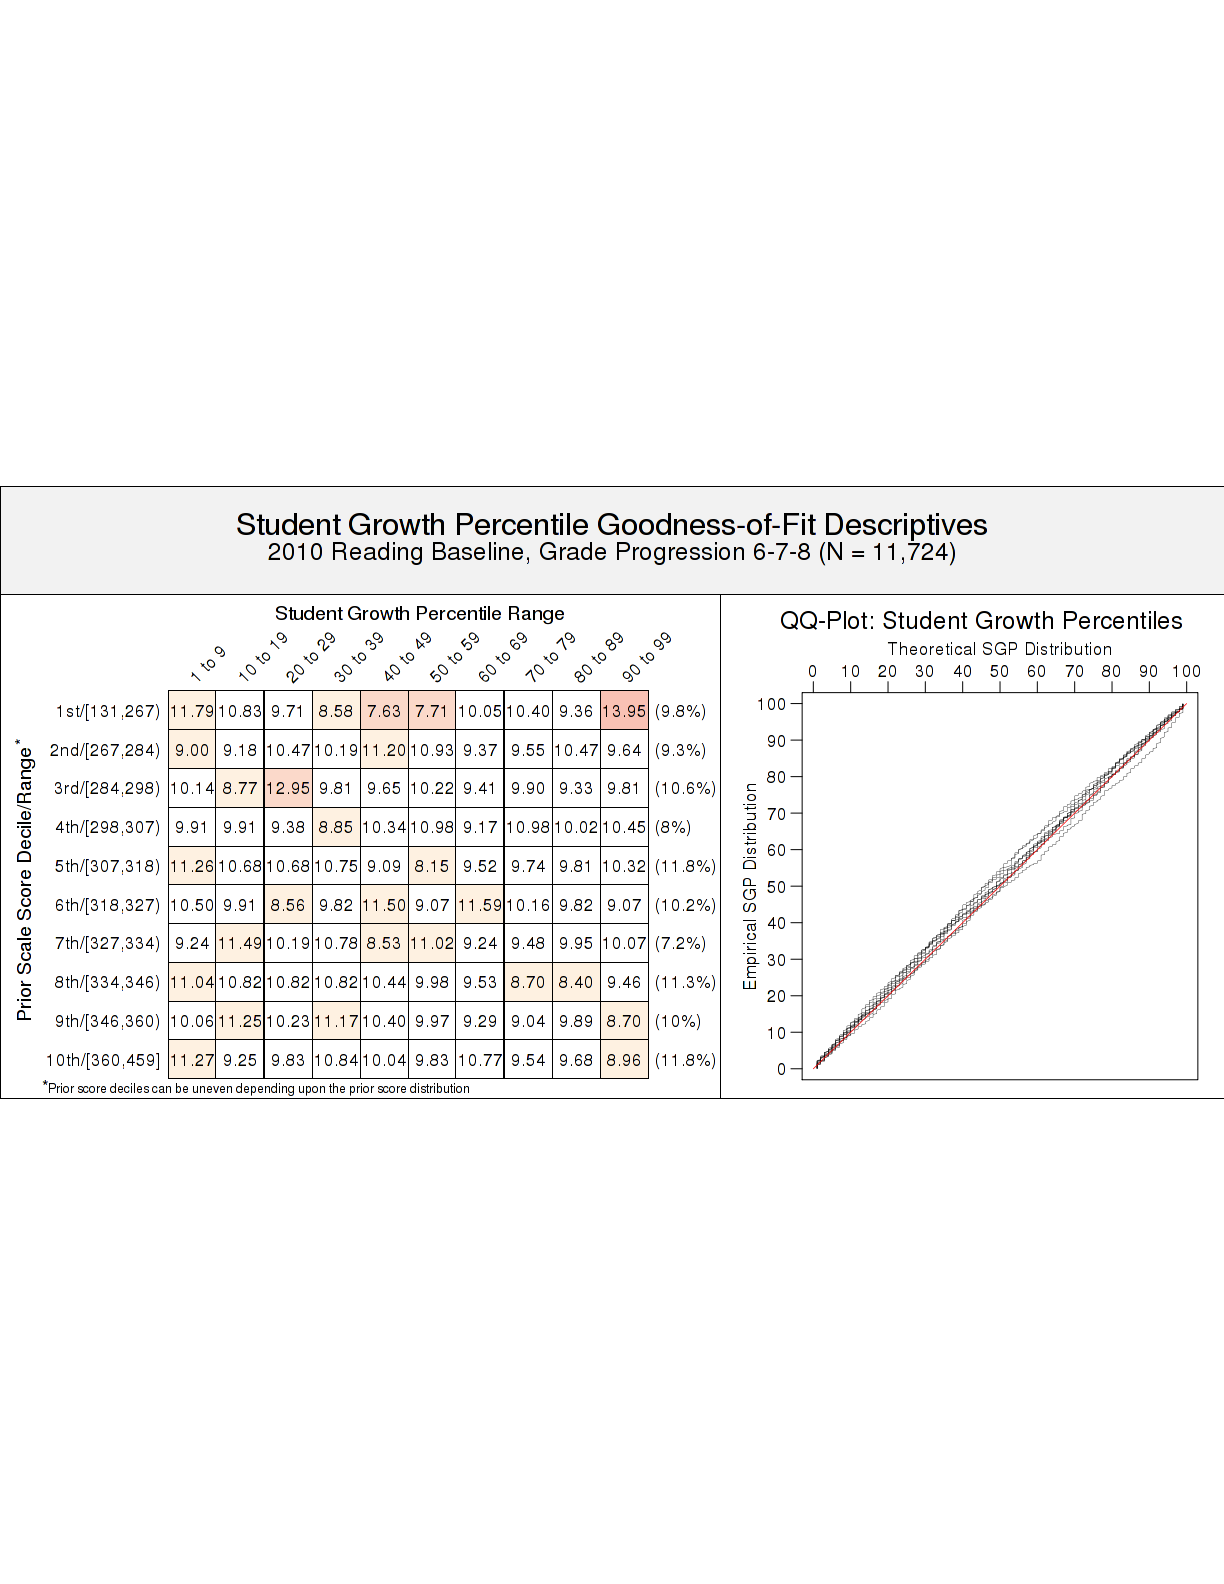 Student Growth Percentile Goodness-of-Fit Descriptives
2010 Reading Baseline, Grade Progression 6-7-8 (N = 11,724)
Student Growth Percentile Range
1 to 9 10 to 19 20 to 29 30 to 39 40 to 49 50 to 59 60 to 69 70 to 79 80 to 89 90 to 99
Prior Scale Score Decile/Range*
1st/[131,267) 11.79 10.83 9.71 8.58 7.63 7.71 10.05 10.40 9.36 13.95 (9.8%)
2nd/[267,284) 9.00 9.18 10.47 10.19 11.20 10.93 9.37 9.55 10.47 9.64 (9.3%)
3rd/[284,298) 10.14 8.77 12.95 9.81 9.65 10.22 9.41 9.90 9.33 9.81 (10.6%)
4th/[298,307) 9.91 9.91 9.38 8.85 10.34 10.98 9.17 10.98 10.02 10.45 (8%)
5th/[307,318) 11.26 10.68 10.68 10.75 9.09 8.15 9.52 9.74 9.81 10.32 (11.8%)
6th/[318,327) 10.50 9.91 8.56 9.82 11.50 9.07 11.59 10.16 9.82 9.07 (10.2%)
7th/[327,334) 9.24 11.49 10.19 10.78 8.53 11.02 9.24 9.48 9.95 10.07 (7.2%)
8th/[334,346) 11.04 10.82 10.82 10.82 10.44 9.98 9.53 8.70 8.40 9.46 (11.3%)
9th/[346,360) 10.06 11.25 10.23 11.17 10.40 9.97 9.29 9.04 9.89 8.70 (10%)
10th/[360,459] 11.27 9.25 9.83 10.84 10.04 9.83 10.77 9.54 9.68 8.96 (11.8%)
*Prior score deciles can be uneven depending upon the prior score distribution
QQ-Plot: Student Growth Percentiles
Theoretical SGP Distribution
0 10 20 30 40 50 60 70 80 90 100
Empirical SGP Distribution
100
90
80
70
60
50
40
30
20
10
0